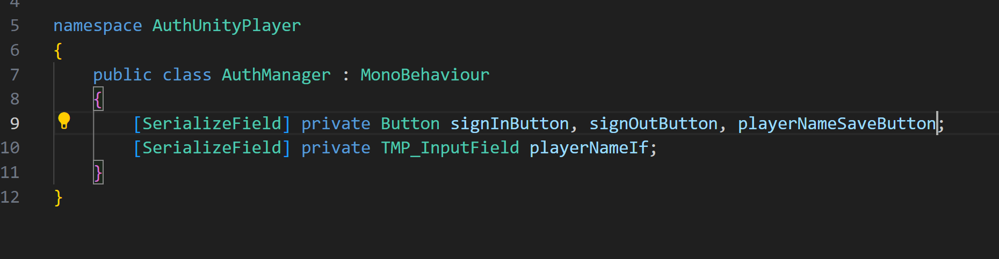 4
5 namespace AuthUnityPlayer
6 {
7 public class AuthManager : MonoBehaviour
8 {
9 [SerializeField] private Button signInButton, signOutButton, playerNameSaveButton;
10 [SerializeField] private TMP_InputField playerNameIf;
11 }
12 }